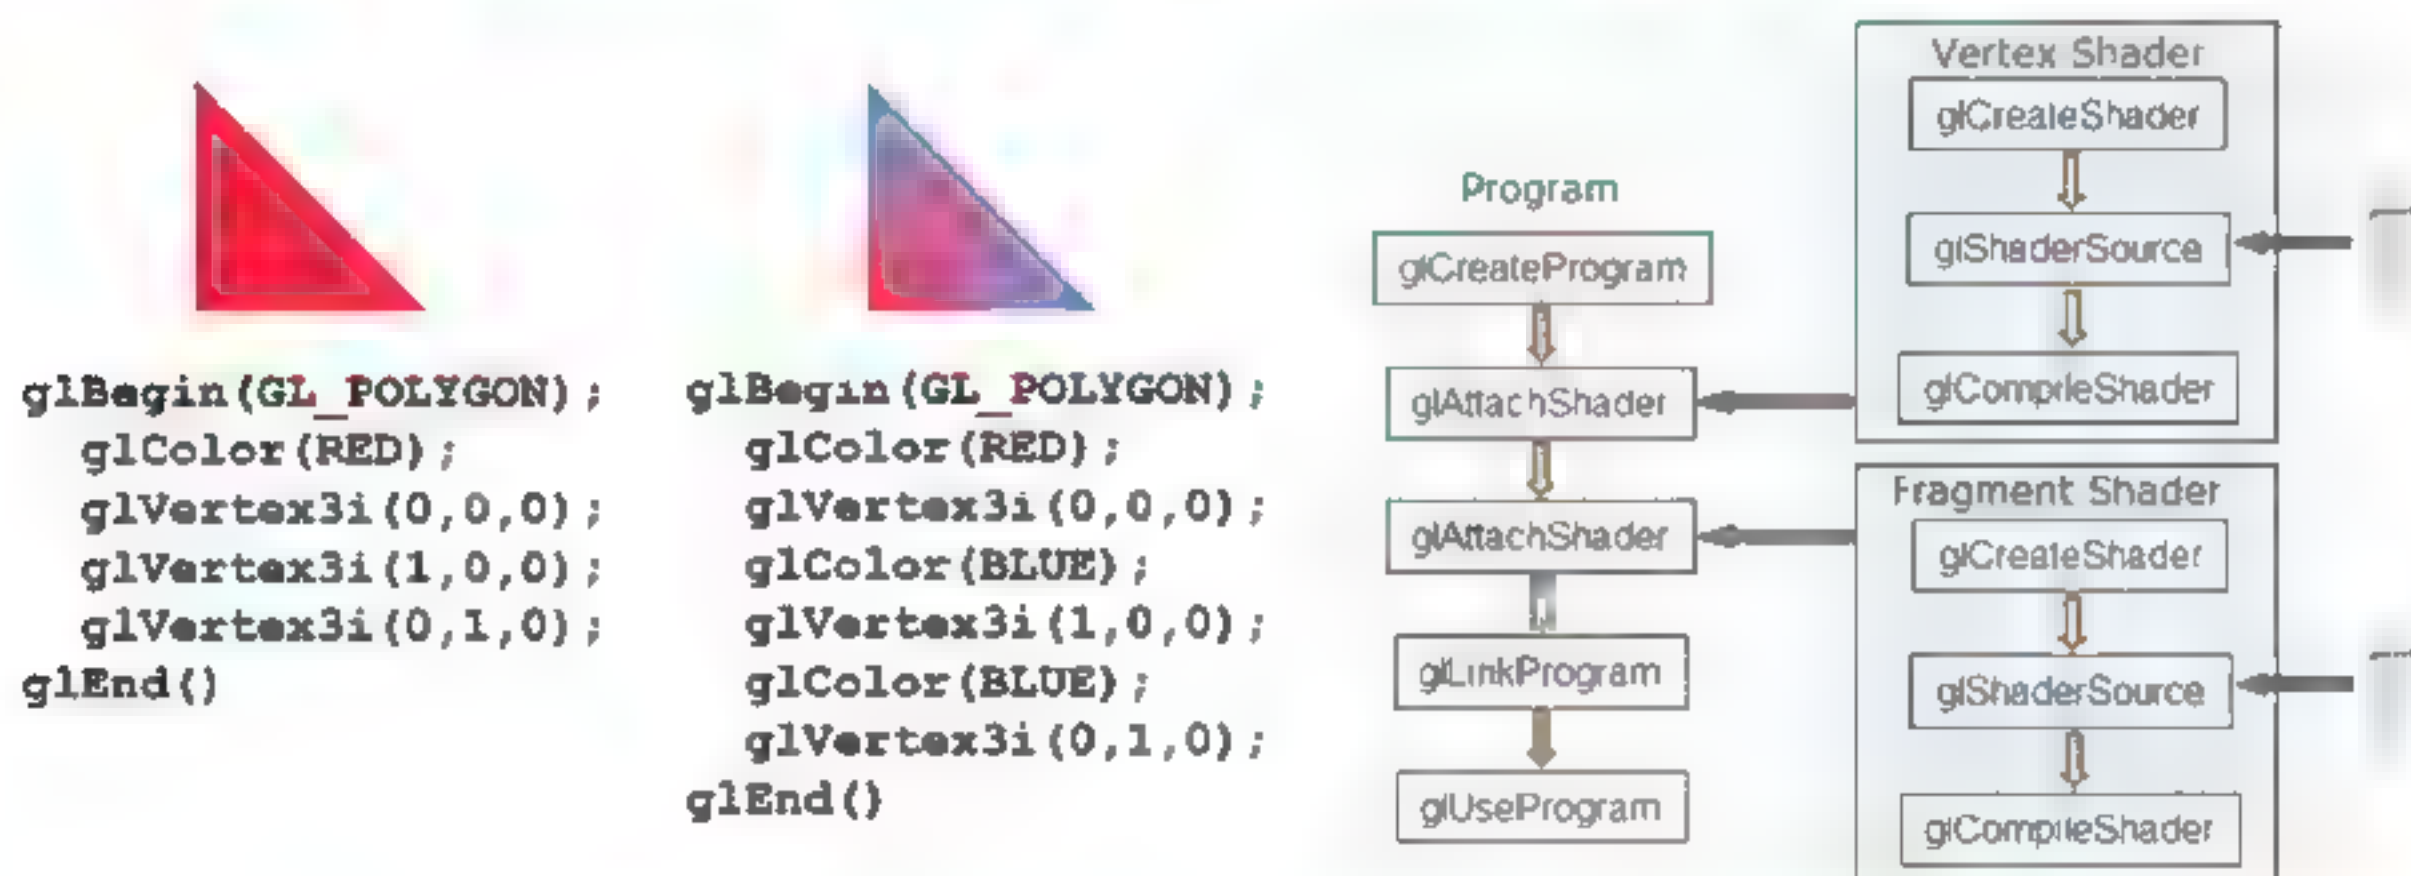 glBegin(GL_POLYGON);
glColor(RED);
glVertex3i(0,0,0);
glVertex3i(1,0,0);
glVertex3i(0,1,0);
glEnd()
glBegin(GL_POLYGON);
glColor(RED);
glVertex3i(0,0,0);
glColor(BLUE);
glVertex3i(1,0,0);
glColor(BLUE);
glVertex3i(0,1,0);
glEnd()
Program
glCreateProgram
glAttachShader
glAttachShader
glLinkProgram
glUseProgram
Vertex Shader
glCreateShader
glShaderSource
glCompileShader
Fragment Shader
glCreateShader
glShaderSource
glCompileShader